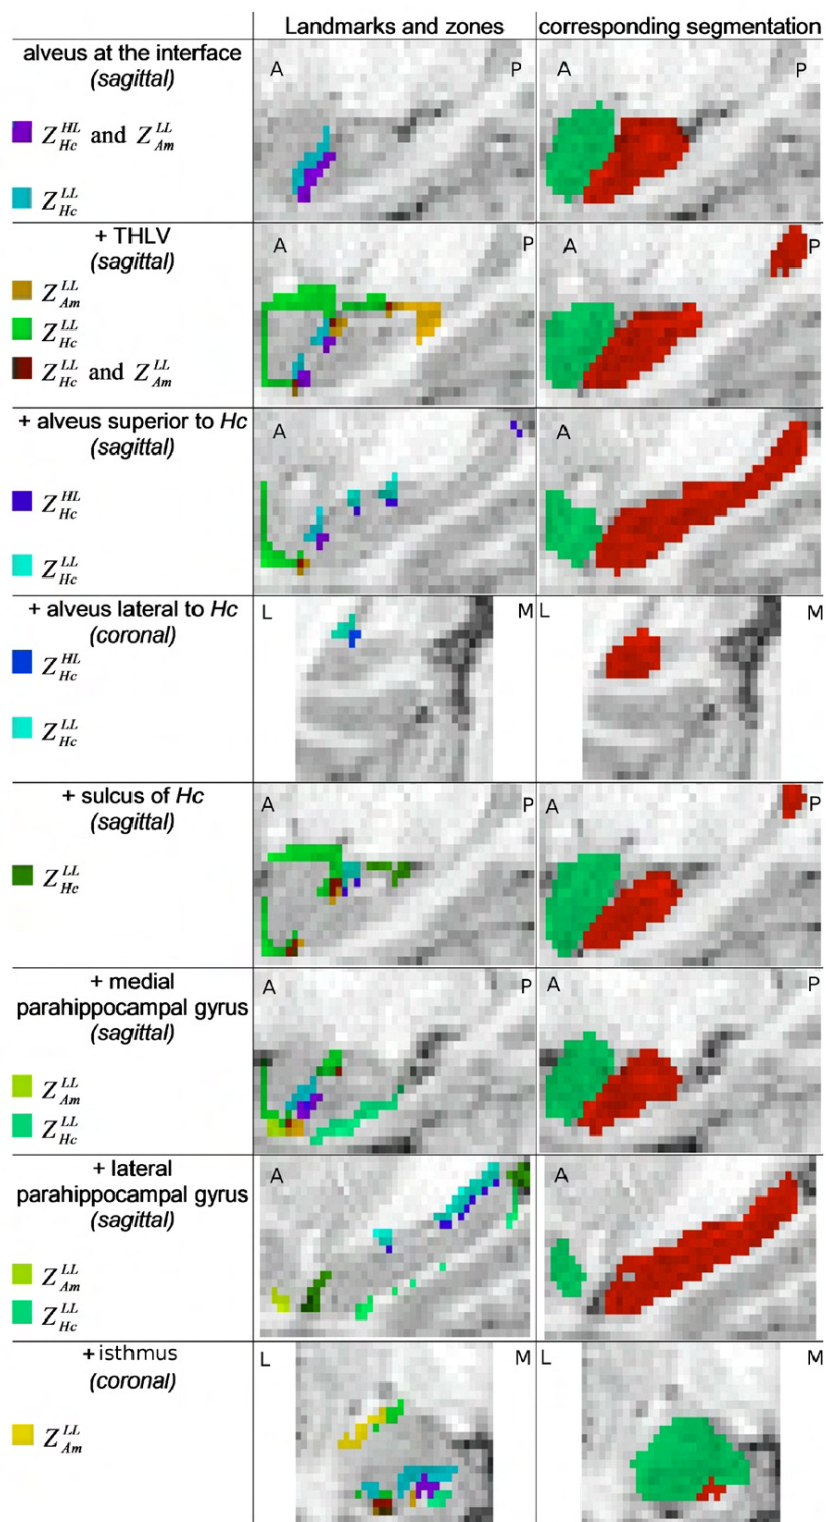 Landmarks and zones
corresponding segmentation
alveus at the interface
(sagittal)
Z_Hc^HL and Z_Am^LL
Z_Hc^LL
A P
A P
+ THLV
(sagittal)
Z_Am^LL
Z_Hc^LL
Z_Hc^LL and Z_Am^LL
A P
A P
+ alveus superior to Hc
(sagittal)
Z_Hc^HL
Z_Hc^LL
A
A
+ alveus lateral to Hc
(coronal)
Z_Hc^HL
Z_Hc^LL
L M
L M
+ sulcus of Hc
(sagittal)
Z_Hc^LL
A P
A P
+ medial
parahippocampal gyrus
(sagittal)
Z_Am^LL
Z_Hc^LL
A P
A P
+ lateral
parahippocampal gyrus
(sagittal)
Z_Am^LL
Z_Hc^LL
A
A
+ isthmus
(coronal)
Z_Am^LL
L M
L M